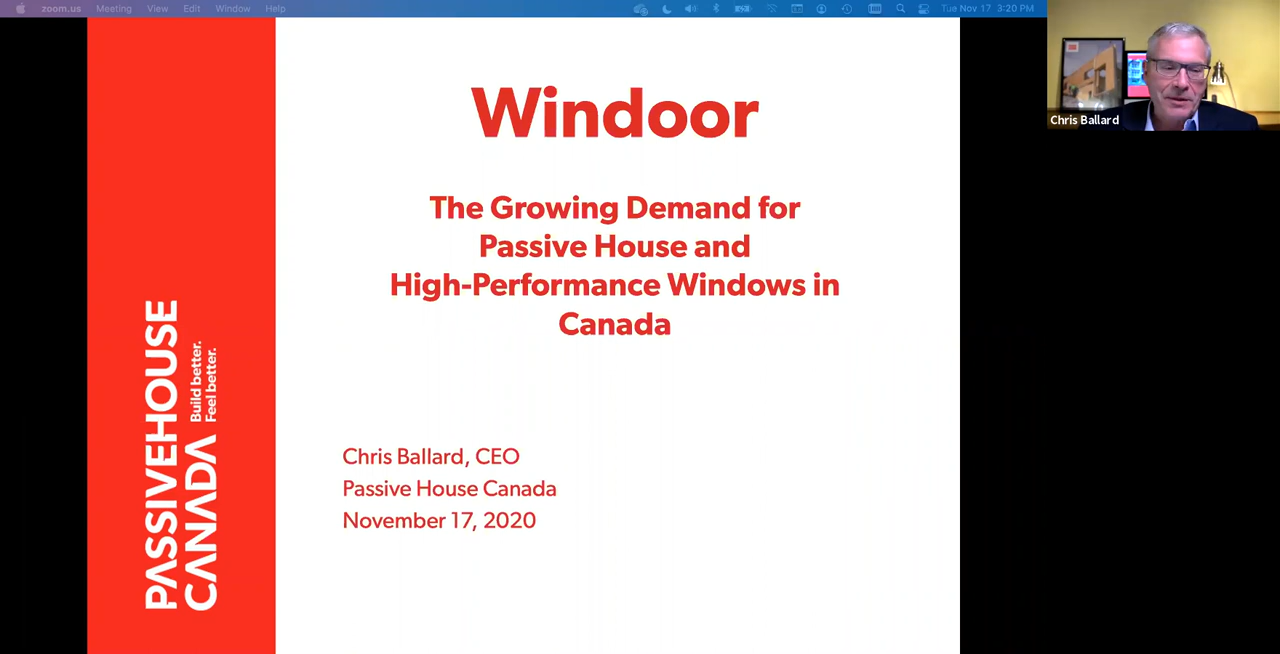 zoom.us Meeting View Edit Window Help Tue Nov 17 3:20 PM
Chris Ballard
Windoor
The Growing Demand for
Passive House and
High-Performance Windows in
Canada
Chris Ballard, CEO
Passive House Canada
November 17, 2020
PASSIVEHOUSE
CANADA
Build better.
Feel better.